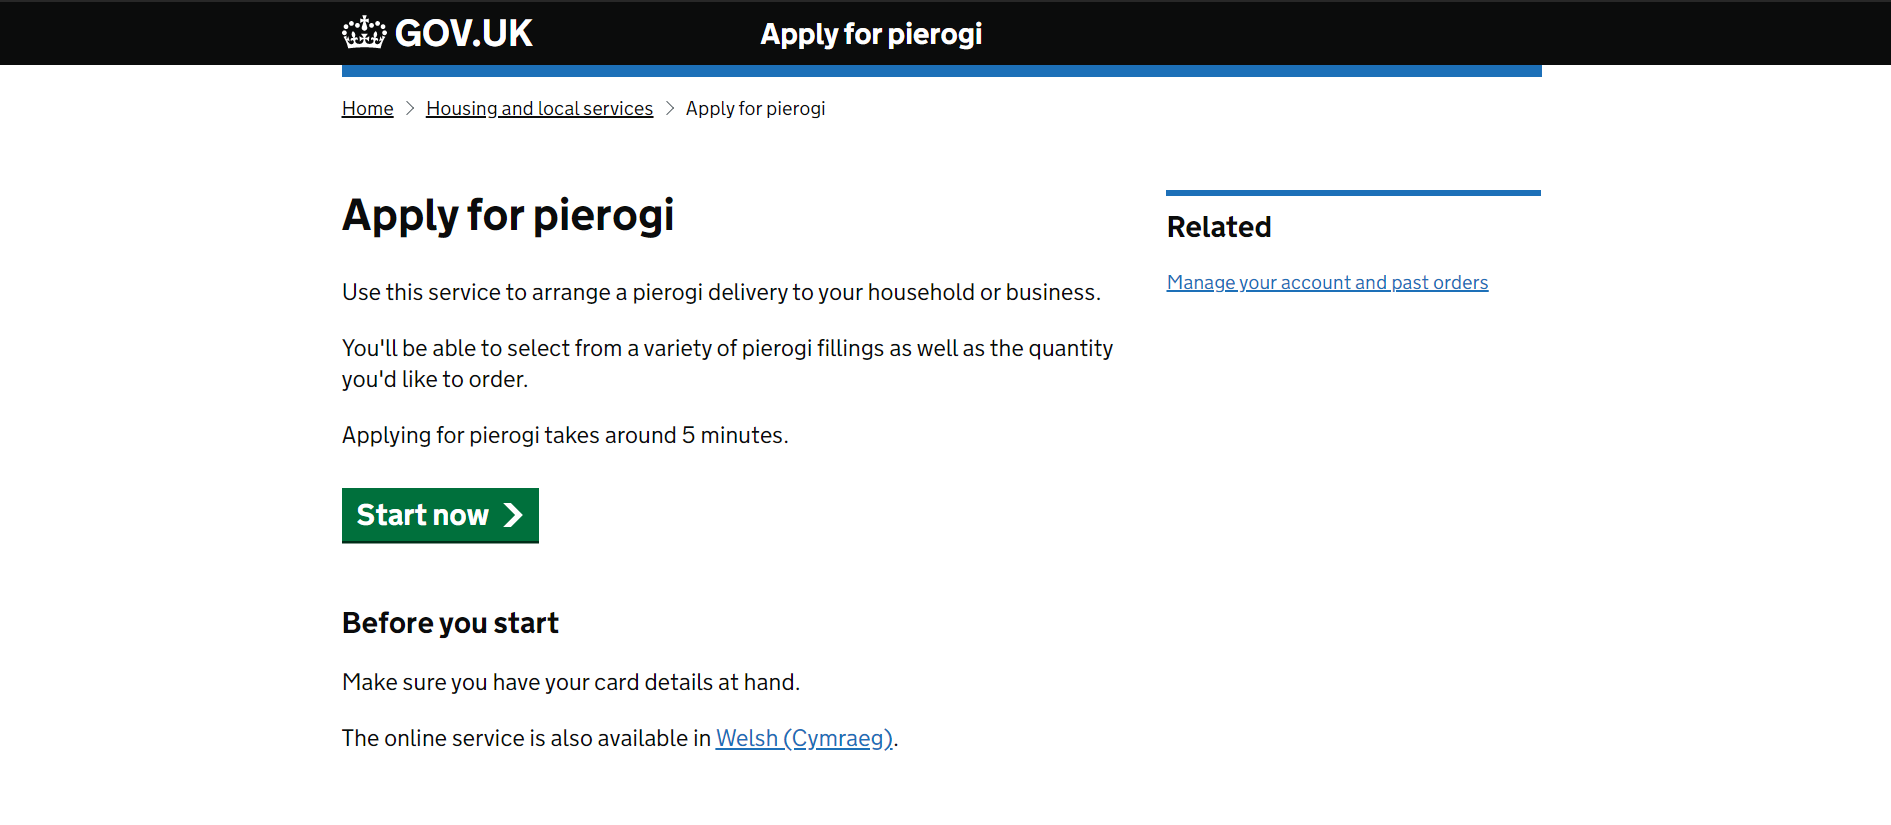 GOV.UK Apply for pierogi
Home > Housing and local services > Apply for pierogi
Apply for pierogi
Use this service to arrange a pierogi delivery to your household or business.
You'll be able to select from a variety of pierogi fillings as well as the quantity
you'd like to order.
Applying for pierogi takes around 5 minutes.
Start now
Before you start
Make sure you have your card details at hand.
The online service is also available in Welsh (Cymraeg).
Related
Manage your account and past orders